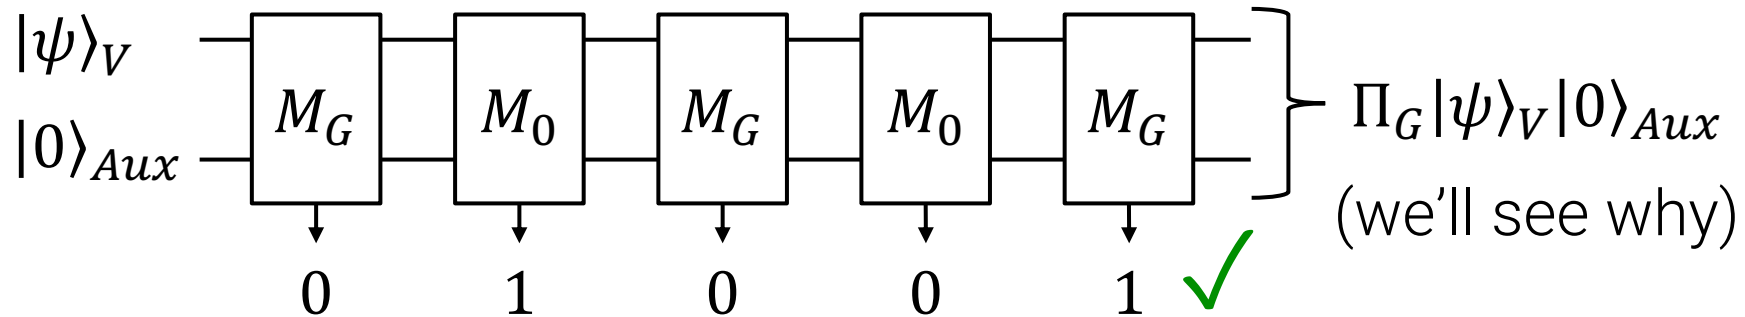 |ψ⟩_V
|0⟩_Aux
M_G M_0 M_G M_0 M_G
Π_G|ψ⟩_V|0⟩_Aux
(we'll see why)
0 1 0 0 1 ✓